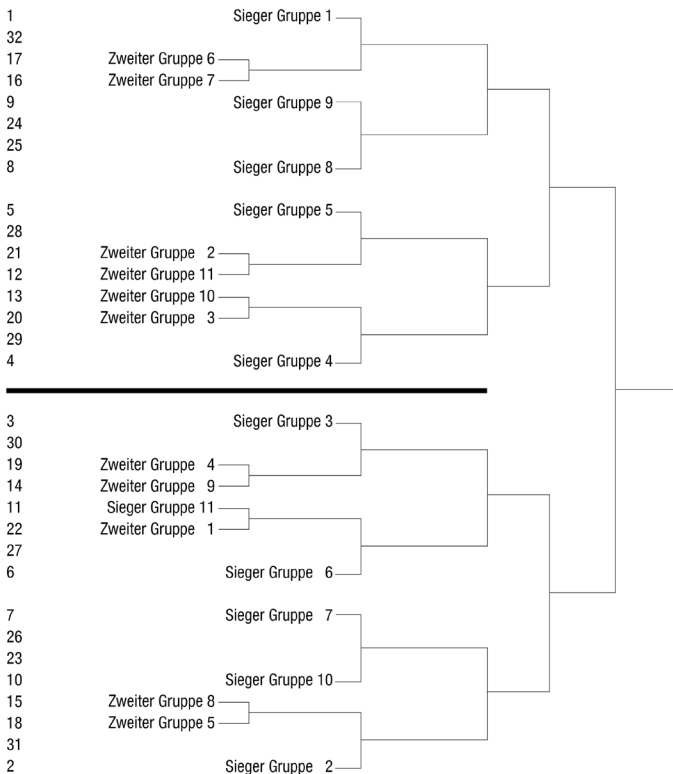 1 Sieger Gruppe 1
32
17 Zweiter Gruppe 6
16 Zweiter Gruppe 7
9 Sieger Gruppe 9
24
25
8 Sieger Gruppe 8
5 Sieger Gruppe 5
28
21 Zweiter Gruppe 2
12 Zweiter Gruppe 11
13 Zweiter Gruppe 10
20 Zweiter Gruppe 3
29
4 Sieger Gruppe 4
3 Sieger Gruppe 3
30
19 Zweiter Gruppe 4
14 Zweiter Gruppe 9
11 Sieger Gruppe 11
22 Zweiter Gruppe 1
27
6 Sieger Gruppe 6
7 Sieger Gruppe 7
26
23
10 Sieger Gruppe 10
15 Zweiter Gruppe 8
18 Zweiter Gruppe 5
31
2 Sieger Gruppe 2